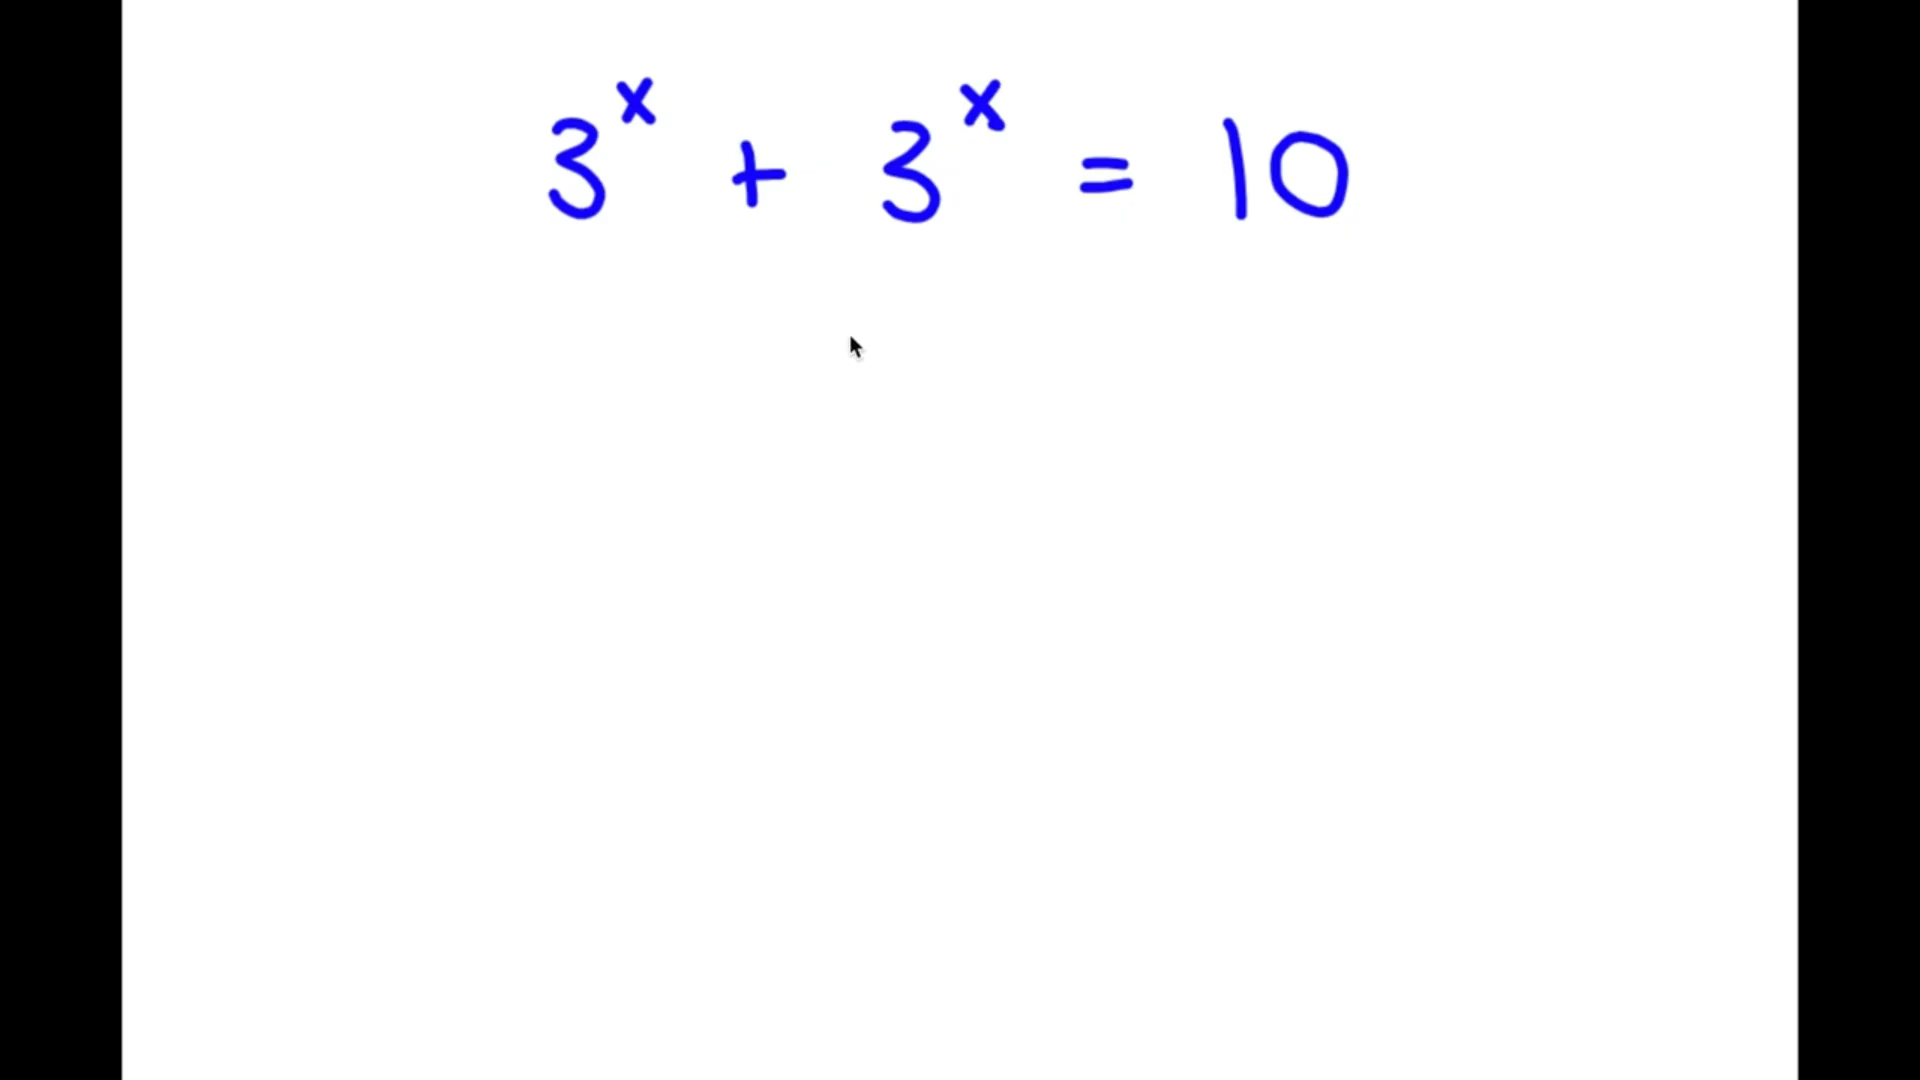 3^x + 3^x = 10